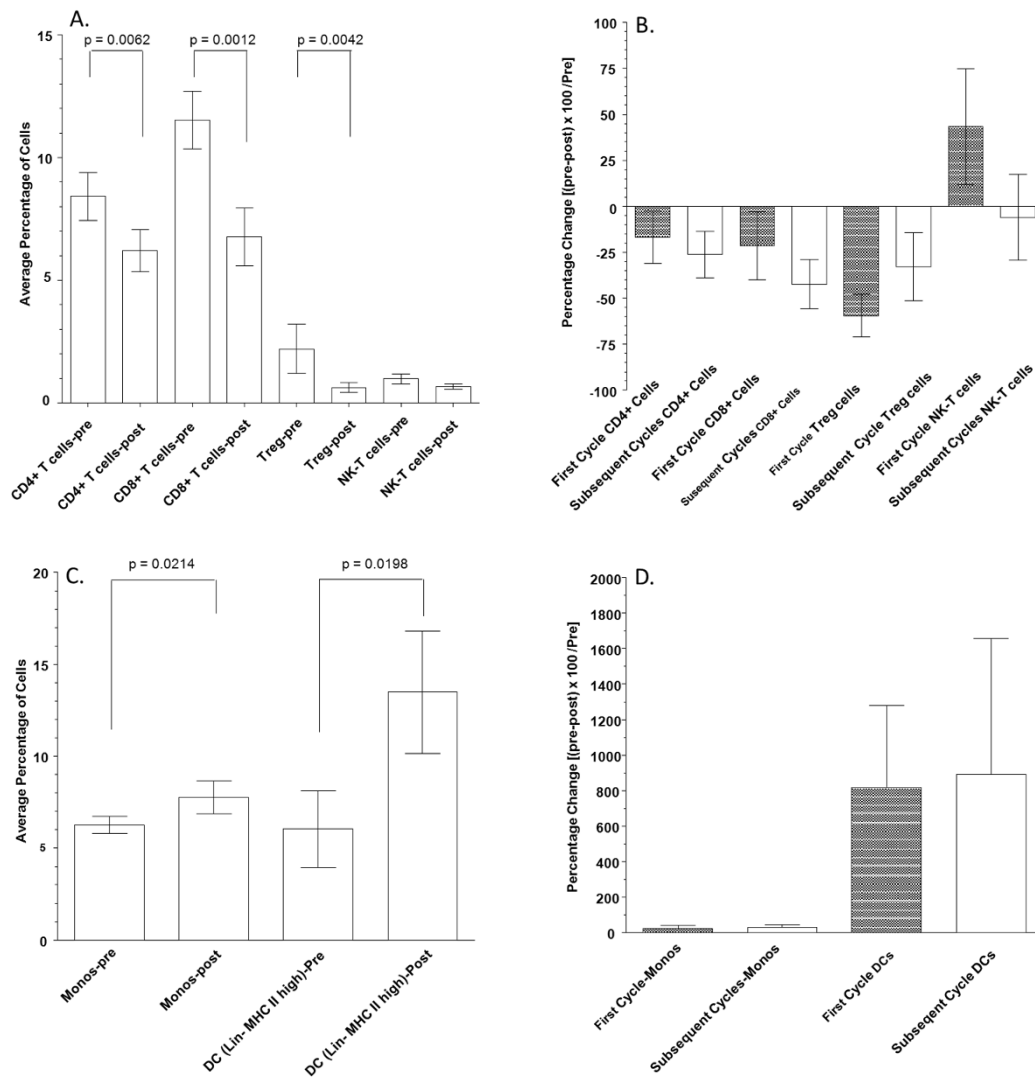 A.
p = 0.0062
p = 0.0012
p = 0.0042
15
10
5
0
Average Percentage of Cells
CD4+ T cells-pre
CD4+ T cells-post
CD8+ T cells-pre
CD8+ T cells-post
Treg-pre
Treg-post
NK-T cells-pre
NK-T cells-post
B.
100
75
50
25
0
-25
-50
-75
-100
Percentage Change [(pre-post) x 100 /Pre]
First Cycle CD4+ Cells
Subsequent Cycles CD4+ Cells
First Cycle CD8+ Cells
Susequent Cycles CD8+ Cells
First Cycle Treg cells
Subsequent Cycle Treg cells
First Cycle NK-T cells
Subsequent Cycles NK-T cells
C.
p = 0.0214
p = 0.0198
20
15
10
5
0
Average Percentage of Cells
Monos-pre
Monos-post
DC (Lin- MHC II high)-Pre
DC (Lin- MHC II high)-Post
D.
2000
1800
1600
1400
1200
1000
800
600
400
200
0
Percentage Change [(pre-post) x 100 /Pre]
First Cycle-Monos
Subsequent Cycles-Monos
First Cycle DCs
Subseqent Cycle DCs